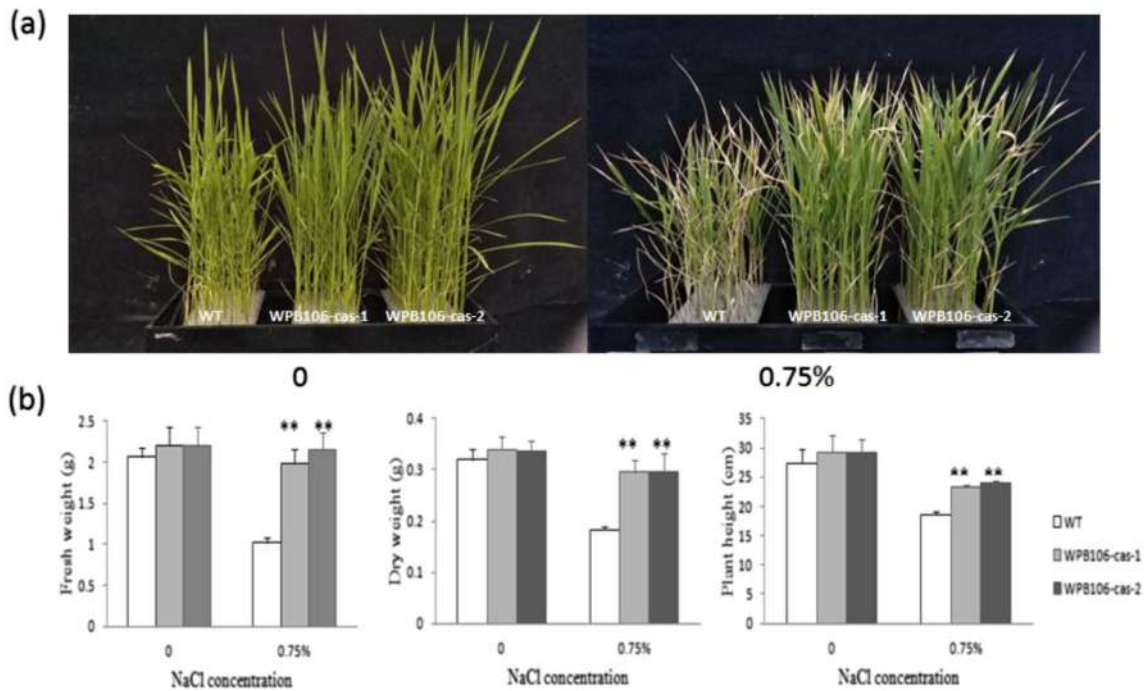 (a)
WT WPB106-cas-1 WPB106-cas-2
WT WPB106-cas-1 WPB106-cas-2
0 0.75%
(b)
Fresh weight (g)
2.5
2
1.5
1
0.5
0
** **
0 0.75%
NaCl concentration
Dry weight (g)
0.4
0.3
0.2
0.1
0
** **
0 0.75%
NaCl concentration
Plant height (cm)
35
30
25
20
15
10
5
0
** **
0 0.75%
NaCl concentration
WT
WPB106-cas-1
WPB106-cas-2